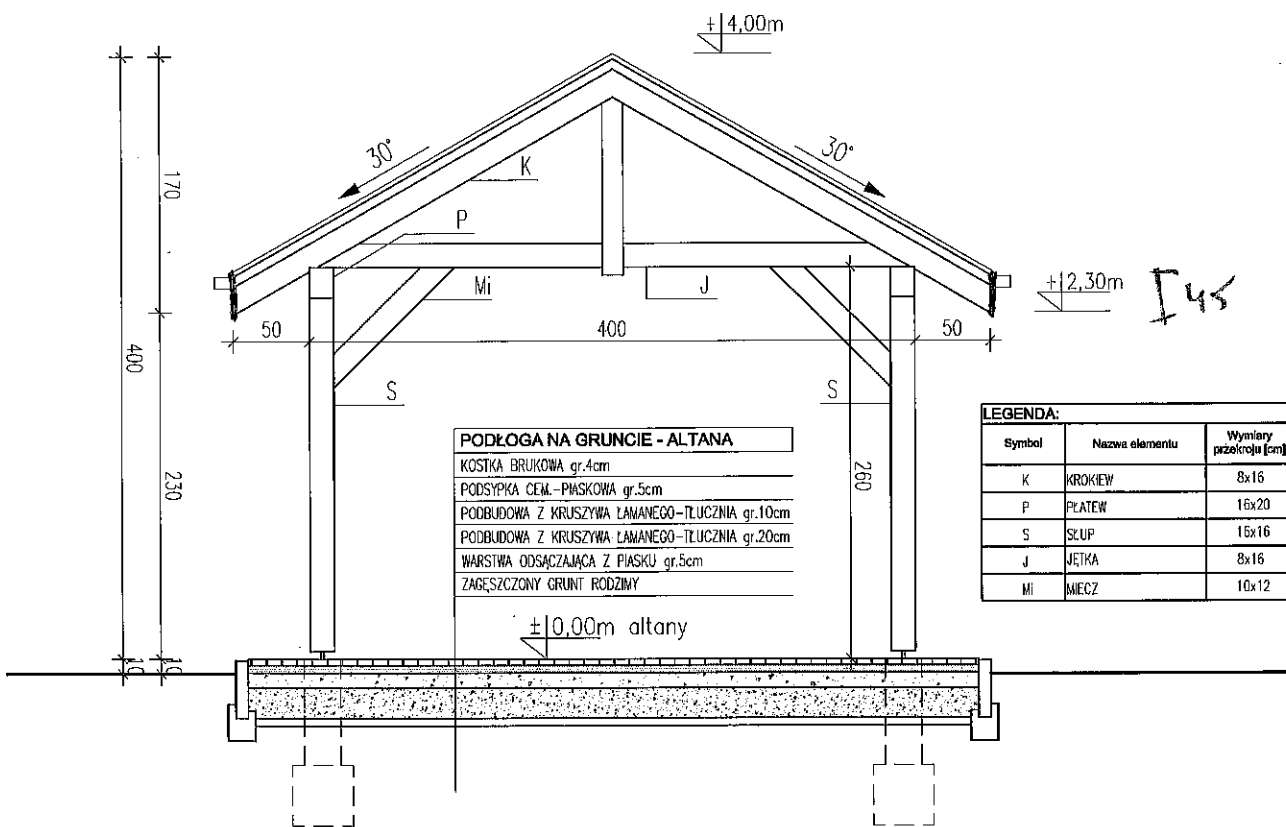 +4,00m
30°
30°
K
P
Mi
J
+2,30m
I 45
50
400
50
170
400
230
S
S
260
PODŁOGA NA GRUNCIE - ALTANA
KOSTKA BRUKOWA gr.4cm
PODSYPKA CEM.-PIASKOWA gr.5cm
PODBUDOWA Z KRUSZYWA ŁAMANEGO-TŁUCZNIA gr.10cm
PODBUDOWA Z KRUSZYWA ŁAMANEGO-TŁUCZNIA gr.20cm
WARSTWA ODSĄCZAJĄCA Z PIASKU gr.5cm
ZAGĘSZCZONY GRUNT RODZIMY
LEGENDA:
Symbol Nazwa elementu Wymiary przekroju [cm]
K KROKIEW 8x16
P PŁATEW 16x20
S SŁUP 16x16
J JĘTKA 8x16
Mi MIECZ 10x12
±0,00m altany
10
10